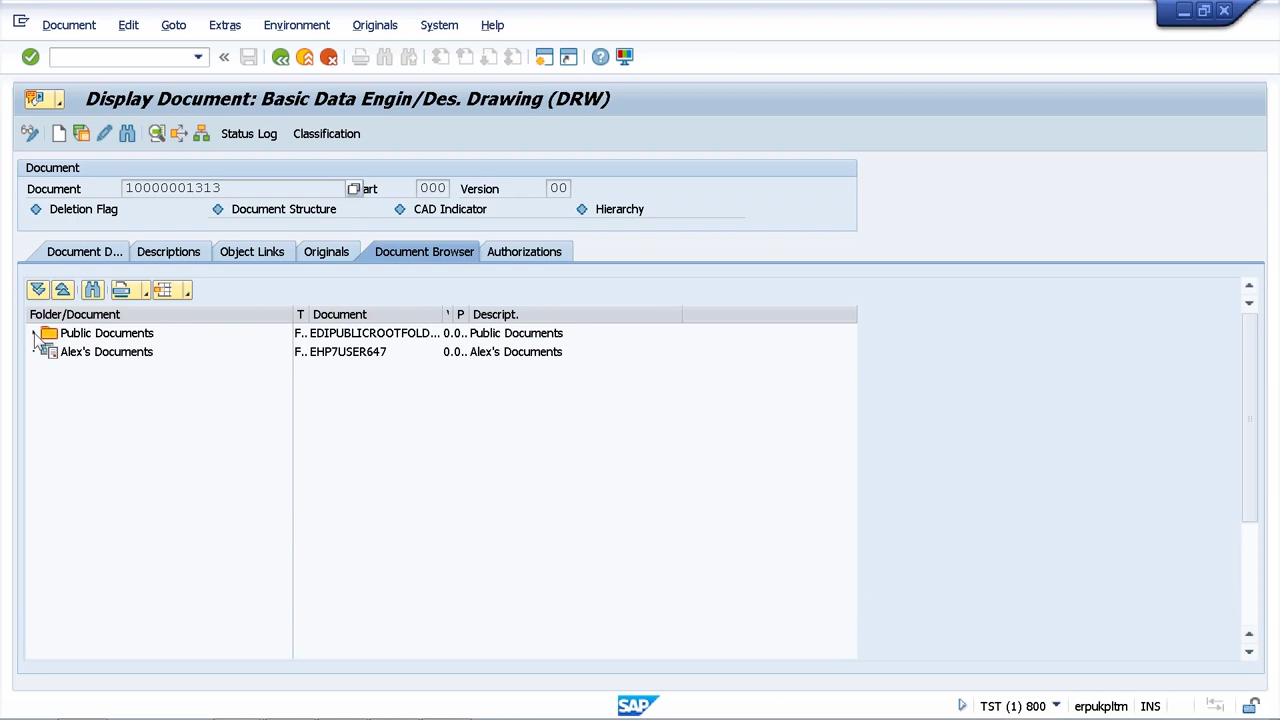 Document Edit Goto Extras Environment Originals System Help
Display Document: Basic Data Engin/Des. Drawing (DRW)
Status Log Classification
Document
Document 10000001313 art 000 Version 00
Deletion Flag Document Structure CAD Indicator Hierarchy
Document D... Descriptions Object Links Originals Document Browser Authorizations
Folder/Document T Document P Descript.
Public Documents F.. EDIPUBLICROOTFOLD... 0.0.. Public Documents
Alex's Documents F.. EHP7USER647 0.0.. Alex's Documents
SAP TST (1) 800 erpukpltm INS